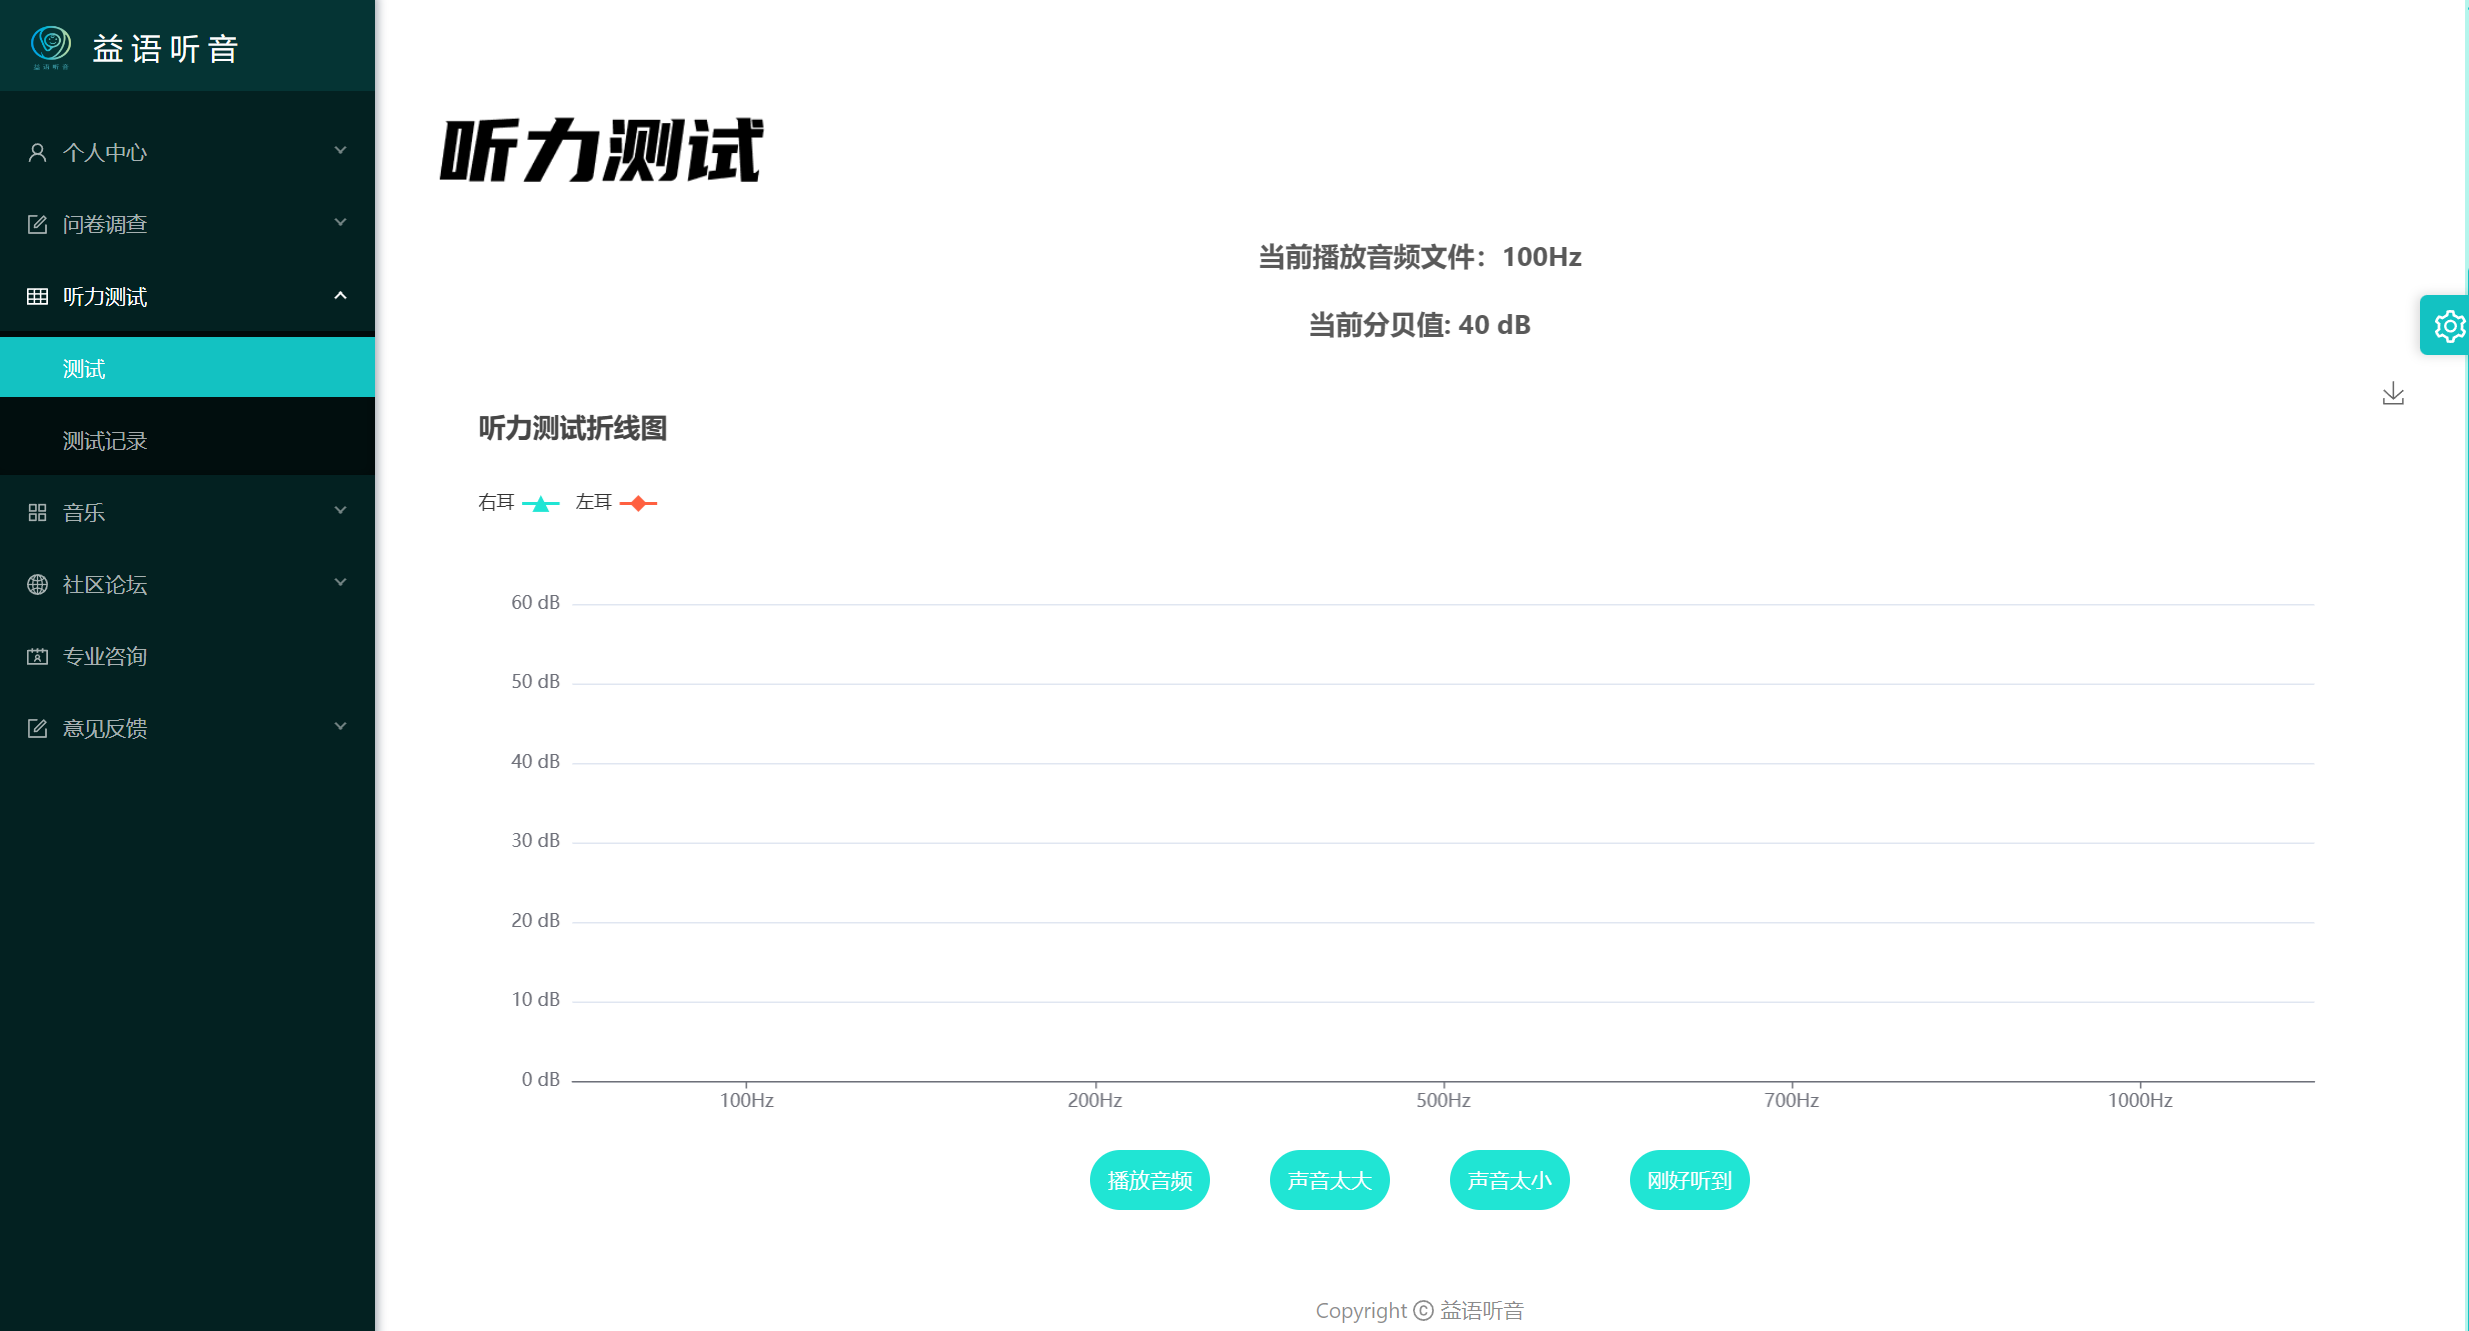 益语听音
益语听音
个人中心
问卷调查
听力测试
测试
测试记录
音乐
社区论坛
专业咨询
意见反馈
听力测试
当前播放音频文件：100Hz
当前分贝值: 40 dB
听力测试折线图
右耳 左耳
60 dB
50 dB
40 dB
30 dB
20 dB
10 dB
0 dB
100Hz 200Hz 500Hz 700Hz 1000Hz
播放音频 声音太大 声音太小 刚好听到
Copyright © 益语听音